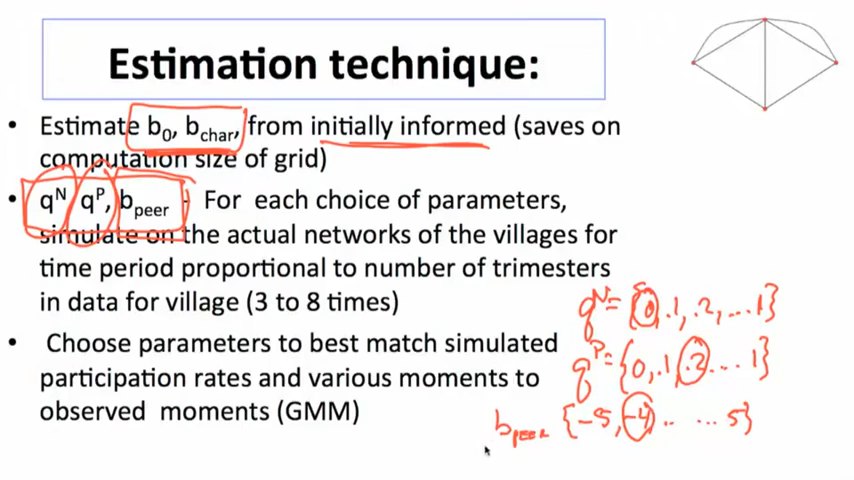 Estimation technique:
• Estimate b₀, b_char, from initially informed (saves on
computation size of grid)
• qᴺ qᴾ, b_peer - For each choice of parameters,
simulate on the actual networks of the villages for
time period proportional to number of trimesters
in data for village (3 to 8 times)
• Choose parameters to best match simulated
participation rates and various moments to
observed moments (GMM)
qᴺ= {0, .1, .2, ... 1}
qᴾ= {0, .1, .2 ... 1}
b_peer {-5, -4, .. ... 5}